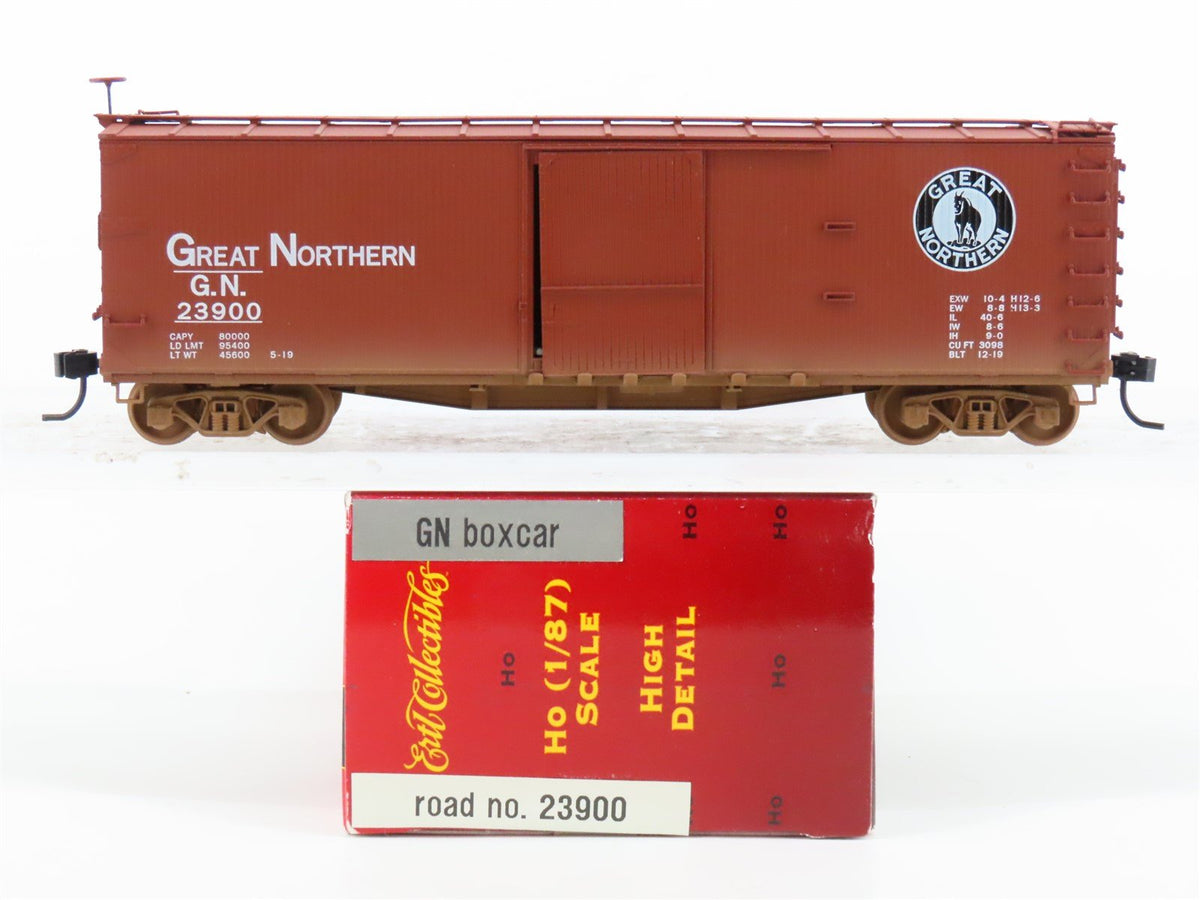 GREAT NORTHERN
G.N.
23900
CAPY 80000
LD LMT 95400
LT WT 45600 5-19
GREAT
NORTHERN
EXW 10-4 H12-6
EW 8-8 H13-3
IL 40-6
IW 8-6
IH 9-0
CU FT 3098
BLT 12-19
GN boxcar
Ertl Collectibles
Ho
Ho (1/87)
SCALE
HIGH
DETAIL
Ho
Ho
Ho
Ho
road no. 23900